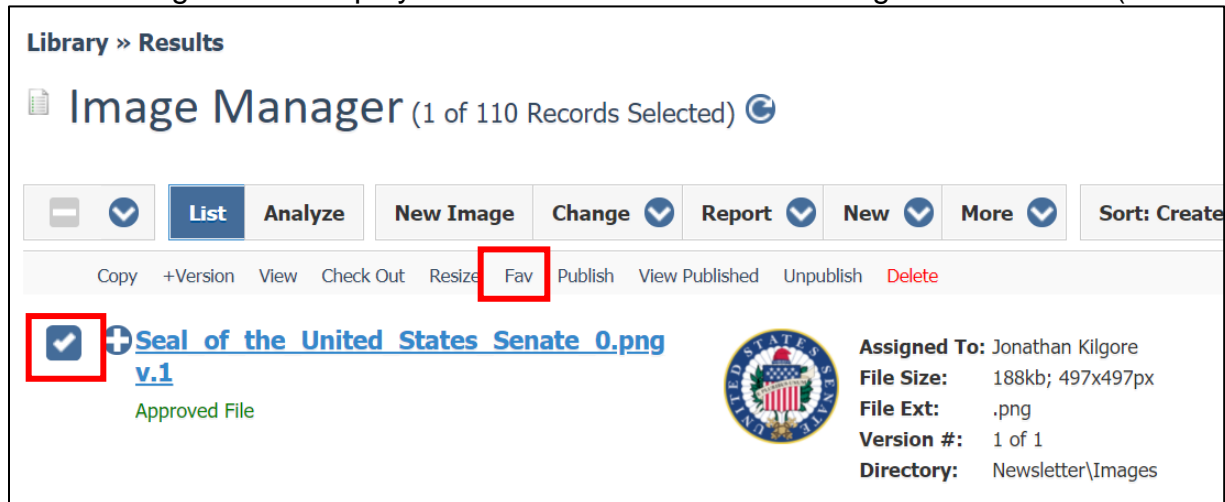 Library » Results
Image Manager (1 of 110 Records Selected)
List Analyze New Image Change Report New More Sort: Create
Copy +Version View Check Out Resize Fav Publish View Published Unpublish Delete
Seal of the United States Senate 0.png
v.1
Approved File
Assigned To: Jonathan Kilgore
File Size: 188kb; 497x497px
File Ext: .png
Version #: 1 of 1
Directory: Newsletter\Images
UNITED STATES SENATE